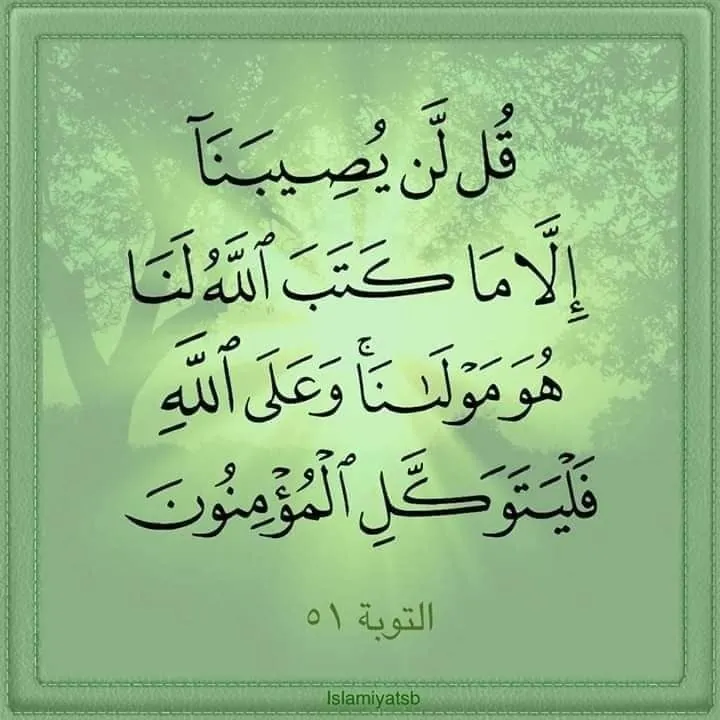 قُل لَّن يُصِيبَنَآ
إِلَّا مَا كَتَبَ ٱللَّهُ لَنَا
هُوَ مَوْلَىٰنَا ۚ وَعَلَى ٱللَّهِ
فَلْيَتَوَكَّلِ ٱلْمُؤْمِنُونَ
التوبة ٥١
Islamiyatsb